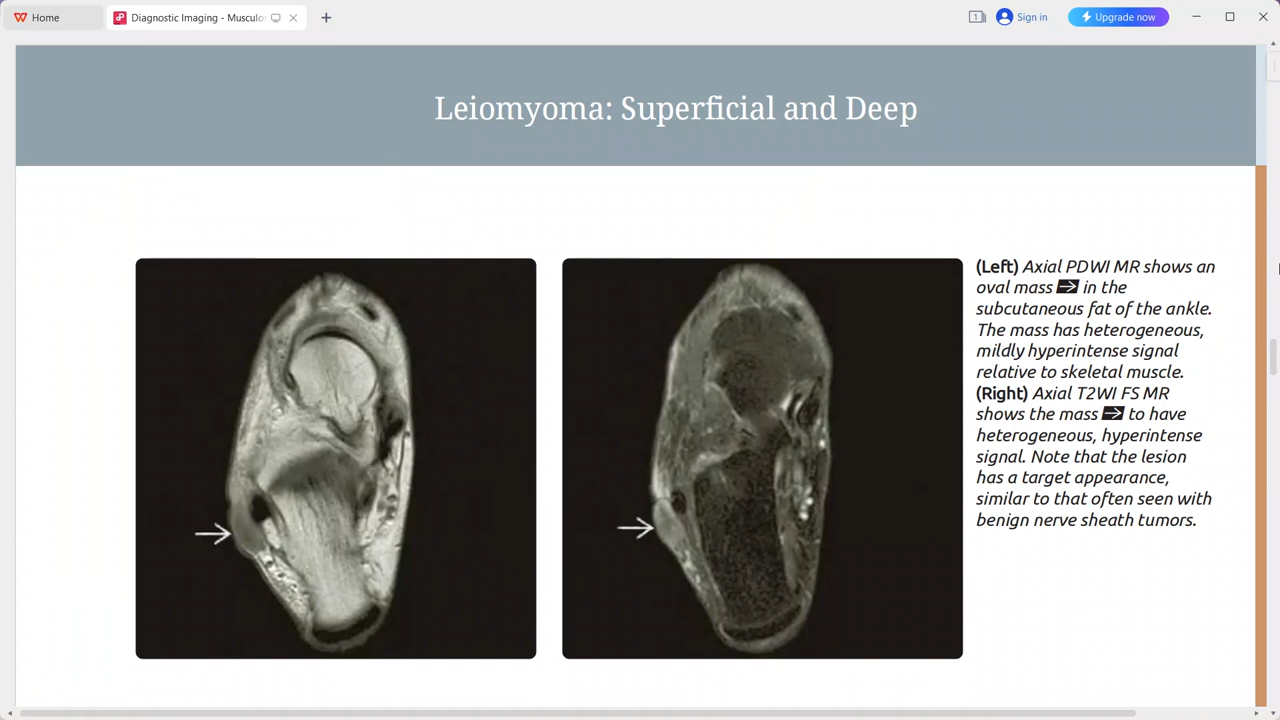 Home
Diagnostic Imaging - Musculos
1
Sign in
Upgrade now
Leiomyoma: Superficial and Deep
(Left) Axial PDWI MR shows an
oval mass in the
subcutaneous fat of the ankle.
The mass has heterogeneous,
mildly hyperintense signal
relative to skeletal muscle.
(Right) Axial T2WI FS MR
shows the mass to have
heterogeneous, hyperintense
signal. Note that the lesion
has a target appearance,
similar to that often seen with
benign nerve sheath tumors.